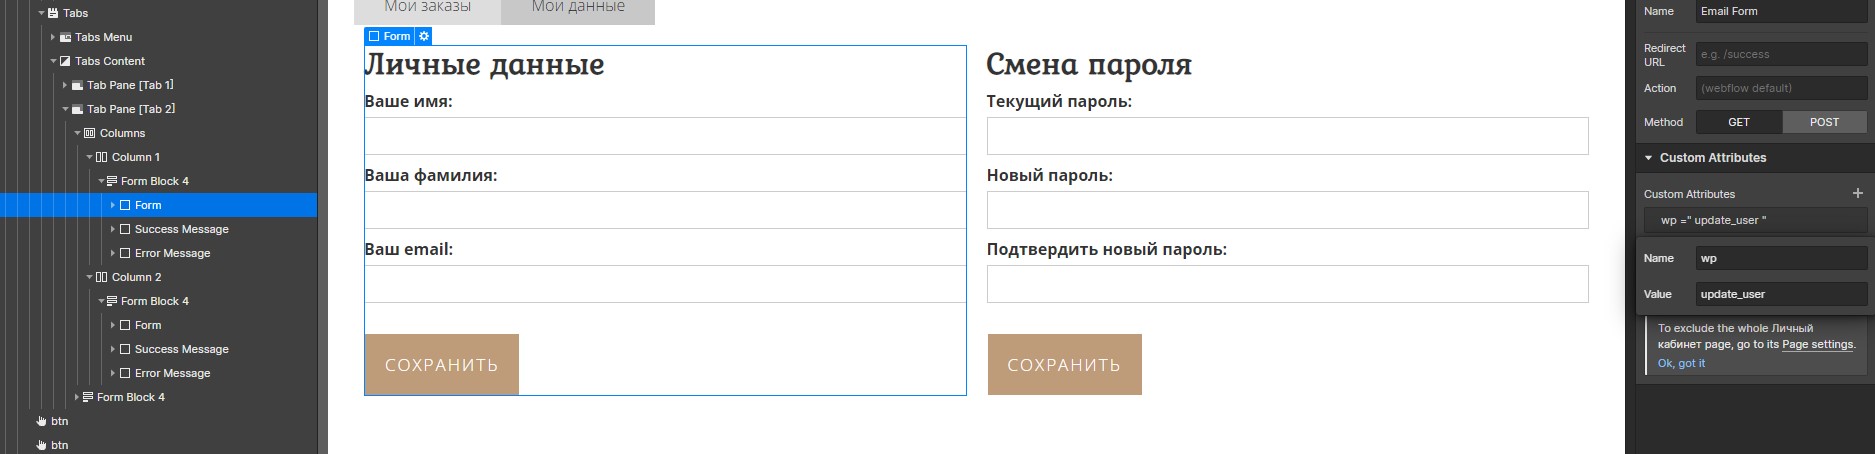 Tabs
Tabs Menu
Tabs Content
Tab Pane [Tab 1]
Tab Pane [Tab 2]
Columns
Column 1
Form Block 4
Form
Success Message
Error Message
Column 2
Form Block 4
Form
Success Message
Error Message
Form Block 4
btn
btn
Мои заказы
Мои данные
Form
Личные данные
Ваше имя:
Ваша фамилия:
Ваш email:
СОХРАНИТЬ
Смена пароля
Текущий пароль:
Новый пароль:
Подтвердить новый пароль:
СОХРАНИТЬ
Name Email Form
Redirect URL e.g. /success
Action (webflow default)
Method GET POST
Custom Attributes
Custom Attributes
wp =" update_user "
Name wp
Value update_user
To exclude the whole Личный
кабинет page, go to its Page settings.
Ok, got it